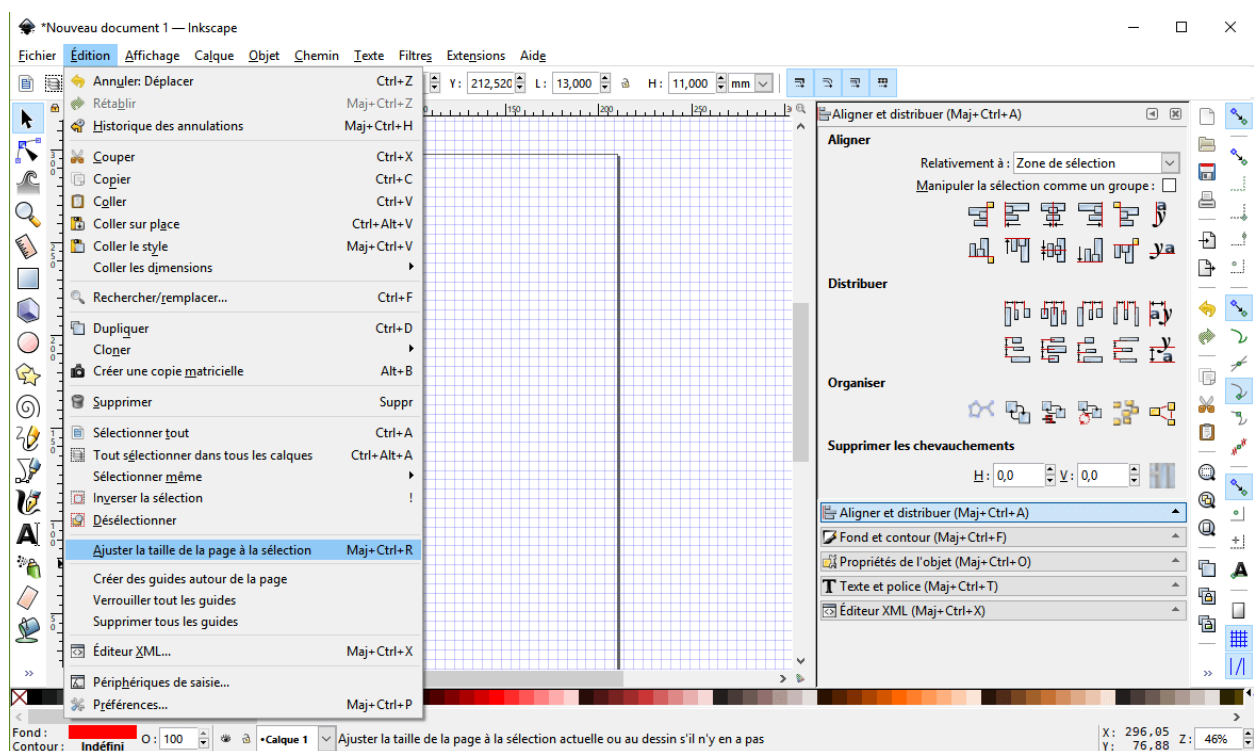 *Nouveau document 1 — Inkscape
Fichier Édition Affichage Calque Objet Chemin Texte Filtres Extensions Aide
Y: 212,520 L: 13,000 H: 11,000 mm
Annuler: Déplacer Ctrl+Z
Rétablir Maj+Ctrl+Z
Historique des annulations Maj+Ctrl+H
Couper Ctrl+X
Copier Ctrl+C
Coller Ctrl+V
Coller sur place Ctrl+Alt+V
Coller le style Maj+Ctrl+V
Coller les dimensions
Rechercher/remplacer... Ctrl+F
Dupliquer Ctrl+D
Cloner
Créer une copie matricielle Alt+B
Supprimer Suppr
Sélectionner tout Ctrl+A
Tout sélectionner dans tous les calques Ctrl+Alt+A
Sélectionner même
Inverser la sélection !
Désélectionner
Ajuster la taille de la page à la sélection Maj+Ctrl+R
Créer des guides autour de la page
Verrouiller tout les guides
Supprimer tous les guides
Éditeur XML... Maj+Ctrl+X
Périphériques de saisie...
Préférences... Maj+Ctrl+P
150 200 250
Aligner et distribuer (Maj+Ctrl+A)
Aligner
Relativement à : Zone de sélection
Manipuler la sélection comme un groupe :
Distribuer
Organiser
Supprimer les chevauchements
H: 0,0 V: 0,0
Aligner et distribuer (Maj+Ctrl+A)
Fond et contour (Maj+Ctrl+F)
Propriétés de l'objet (Maj+Ctrl+O)
Texte et police (Maj+Ctrl+T)
Éditeur XML (Maj+Ctrl+X)
Fond :
Contour : Indéfini
O: 100
•Calque 1
Ajuster la taille de la page à la sélection actuelle ou au dessin s'il n'y en a pas
X: 296,05
Y: 76,83
Z: 46%